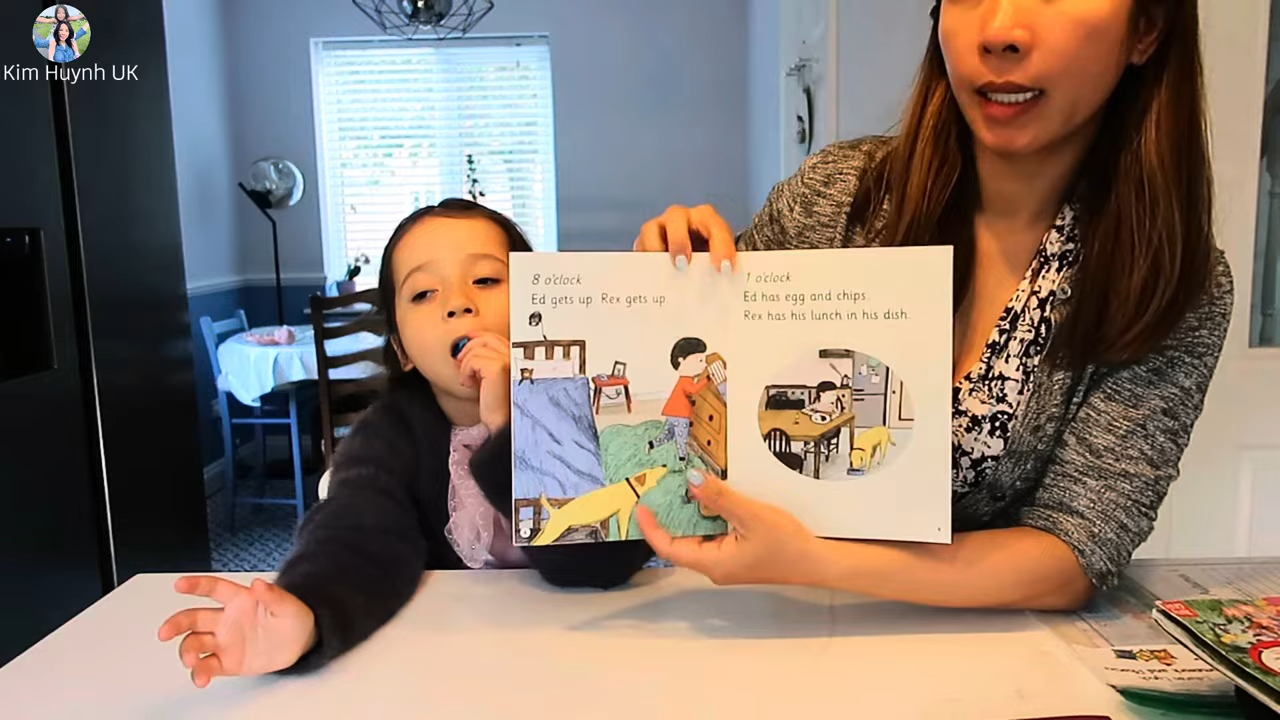 Kim Huynh UK
8 o'clock
Ed gets up. Rex gets up.
1 o'clock
Ed has egg and chips.
Rex has his lunch in his dish.